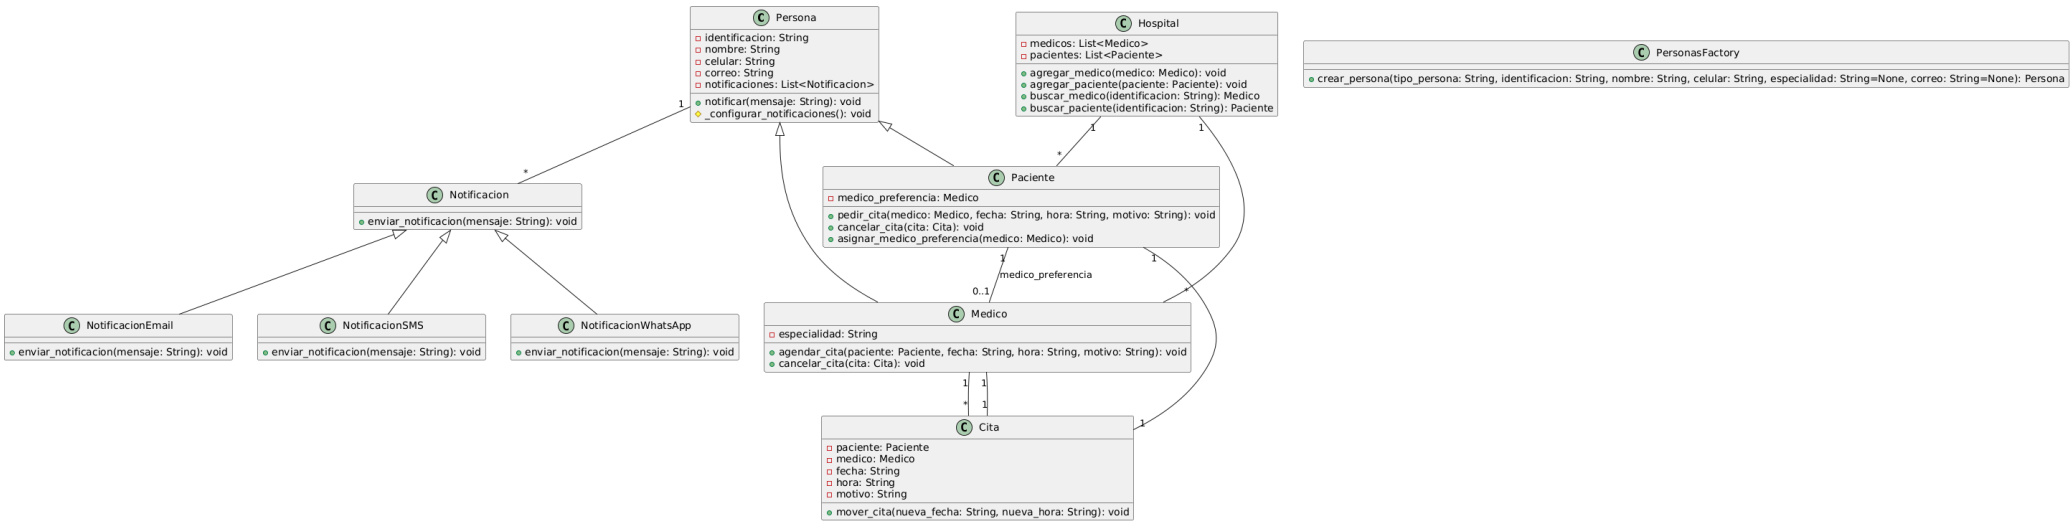 C Persona
identificacion: String
nombre: String
celular: String
correo: String
notificaciones: List<Notificacion>
notificar(mensaje: String): void
_configurar_notificaciones(): void
C Hospital
medicos: List<Medico>
pacientes: List<Paciente>
agregar_medico(medico: Medico): void
agregar_paciente(paciente: Paciente): void
buscar_medico(identificacion: String): Medico
buscar_paciente(identificacion: String): Paciente
C PersonasFactory
crear_persona(tipo_persona: String, identificacion: String, nombre: String, celular: String, especialidad: String=None, correo: String=None): Persona
1
*
1
*
1
*
C Notificacion
enviar_notificacion(mensaje: String): void
C Paciente
medico_preferencia: Medico
pedir_cita(medico: Medico, fecha: String, hora: String, motivo: String): void
cancelar_cita(cita: Cita): void
asignar_medico_preferencia(medico: Medico): void
1
medico_preferencia
0..1
1
1
C NotificacionEmail
enviar_notificacion(mensaje: String): void
C NotificacionSMS
enviar_notificacion(mensaje: String): void
C NotificacionWhatsApp
enviar_notificacion(mensaje: String): void
C Medico
especialidad: String
agendar_cita(paciente: Paciente, fecha: String, hora: String, motivo: String): void
cancelar_cita(cita: Cita): void
1
*
1
1
C Cita
paciente: Paciente
medico: Medico
fecha: String
hora: String
motivo: String
mover_cita(nueva_fecha: String, nueva_hora: String): void